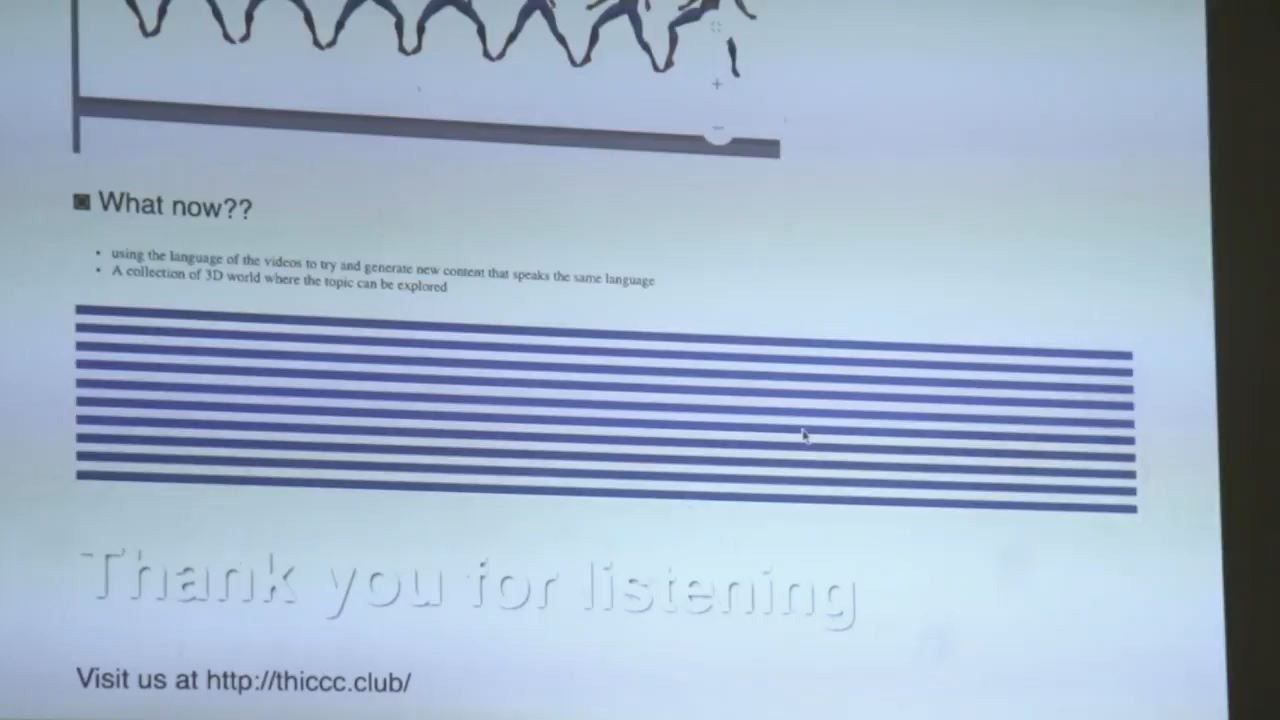 What now??
using the language of the videos to try and generate new content that speaks the same language
A collection of 3D world where the topic can be explored
Thank you for listening
Visit us at http://thiccc.club/